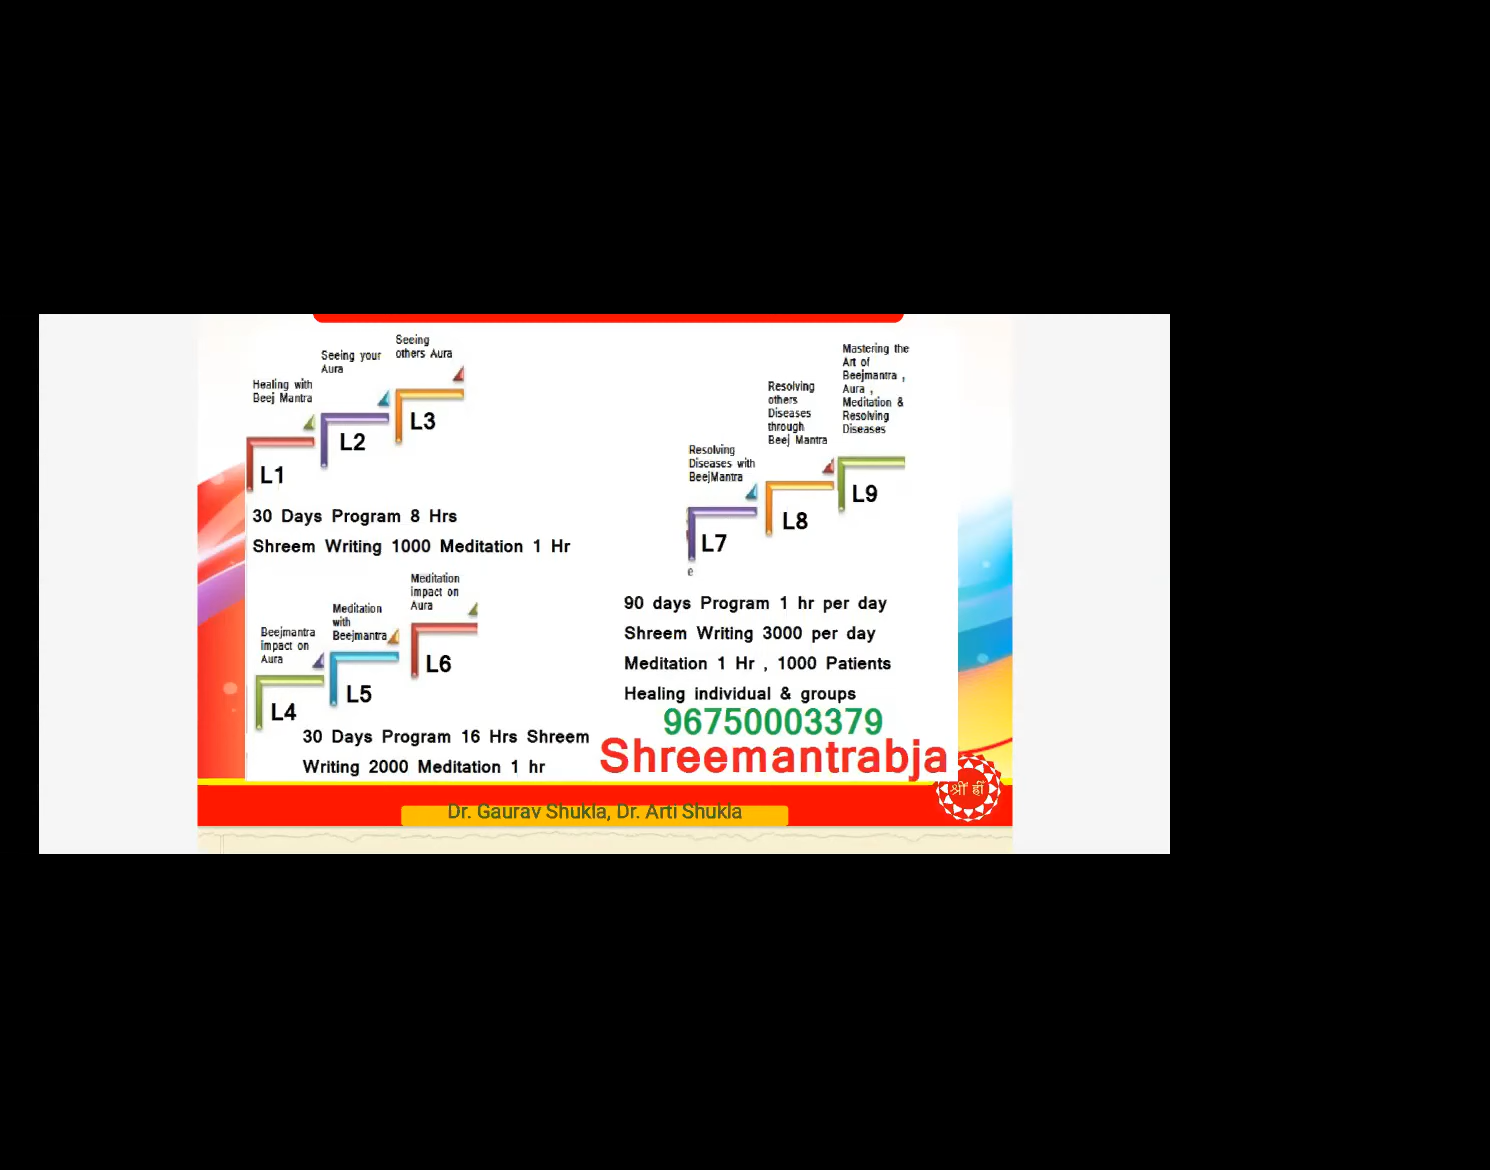 Healing with
Beej Mantra
L1
Seeing your
Aura
L2
Seeing
others Aura
L3
30 Days Program 8 Hrs
Shreem Writing 1000 Meditation 1 Hr
Beejmantra
impact on
Aura
L4
Meditation
with
Beejmantra
L5
Meditation
impact on
Aura
L6
30 Days Program 16 Hrs Shreem
Writing 2000 Meditation 1 hr
Resolving
Diseases with
BeejMantra
L7
e
Resolving
others
Diseases
through
Beej Mantra
L8
Mastering the
Art of
Beejmantra ,
Aura ,
Meditation &
Resolving
Diseases
L9
90 days Program 1 hr per day
Shreem Writing 3000 per day
Meditation 1 Hr , 1000 Patients
Healing individual & groups
96750003379
Shreemantrabja
श्रीं ह्रीं
Dr. Gaurav Shukla, Dr. Arti Shukla